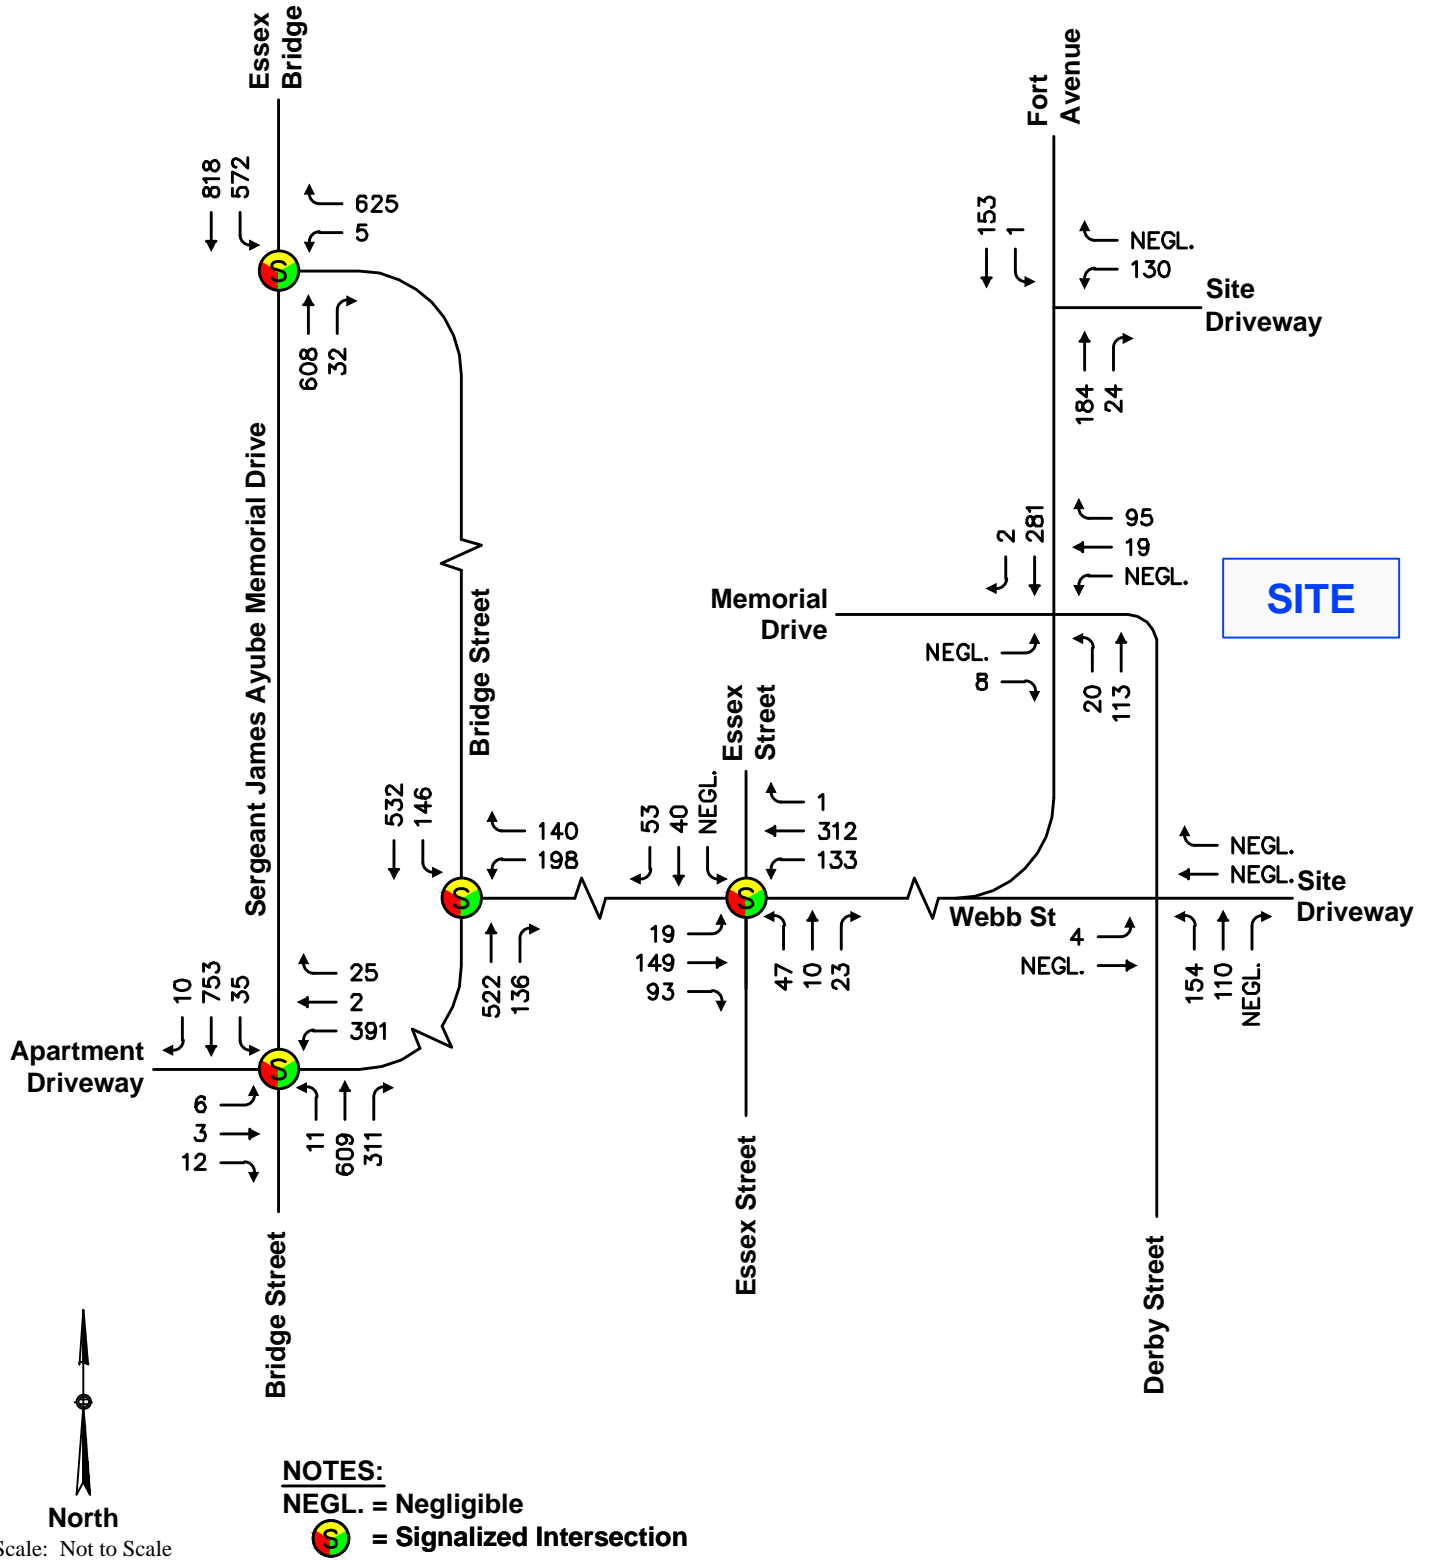 Essex
Bridge
818
572
625
5
608
32
Sergeant James Ayube Memorial Drive
Fort
Avenue
153
1
NEGL.
130
Site
Driveway
184
24
2
281
95
19
NEGL.
SITE
Memorial
Drive
NEGL.
8
20
113
Bridge Street
532
146
140
198
522
136
Essex
Street
53
40
NEGL.
1
312
133
19
149
93
47
10
23
Webb St
NEGL.
NEGL.
Site
Driveway
4
NEGL.
154
110
NEGL.
10
753
35
25
2
391
Apartment
Driveway
6
3
12
11
609
311
Bridge Street
Essex Street
Derby Street
North
Scale: Not to Scale
NOTES:
NEGL. = Negligible
S = Signalized Intersection
S
S
S
S